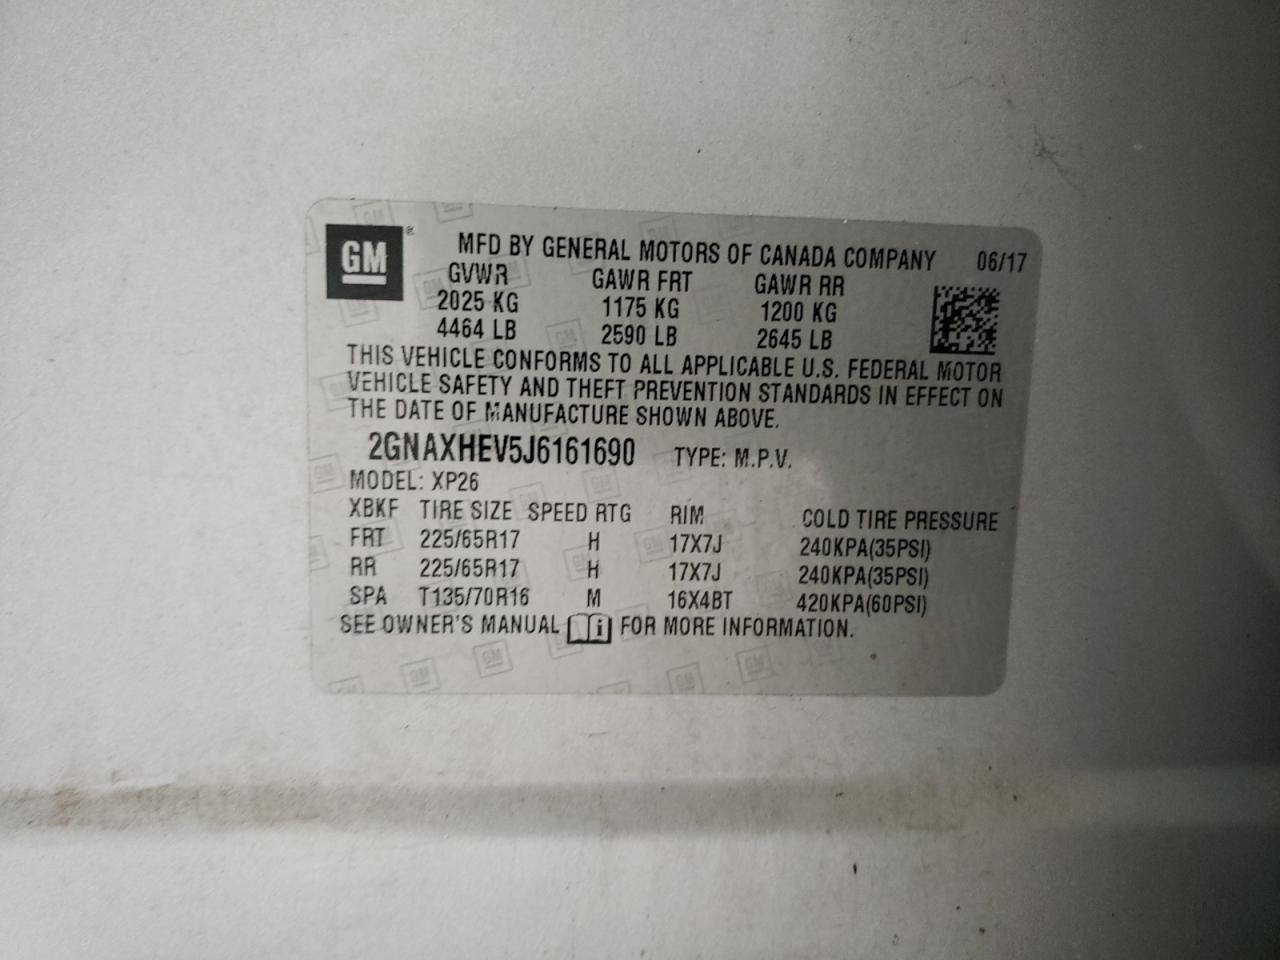 GM ®
MFD BY GENERAL MOTORS OF CANADA COMPANY 06/17
GVWR GAWR FRT GAWR RR
2025 KG 1175 KG 1200 KG
4464 LB 2590 LB 2645 LB
THIS VEHICLE CONFORMS TO ALL APPLICABLE U.S. FEDERAL MOTOR
VEHICLE SAFETY AND THEFT PREVENTION STANDARDS IN EFFECT ON
THE DATE OF MANUFACTURE SHOWN ABOVE.
2GNAXHEV5J6161690 TYPE: M.P.V.
MODEL: XP26
XBKF TIRE SIZE SPEED RTG RIM COLD TIRE PRESSURE
FRT 225/65R17 H 17X7J 240KPA(35PSI)
RR 225/65R17 H 17X7J 240KPA(35PSI)
SPA T135/70R16 M 16X4BT 420KPA(60PSI)
SEE OWNER'S MANUAL i FOR MORE INFORMATION.